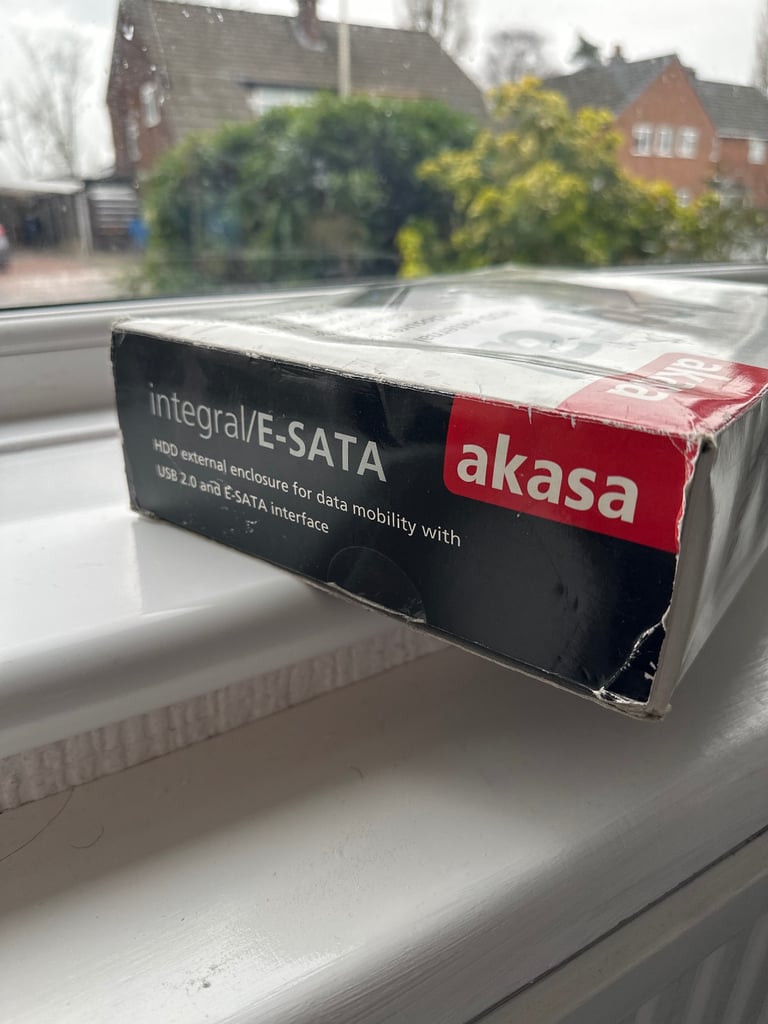 integral/E-SATA
HDD external enclosure for data mobility with
USB 2.0 and E-SATA interface
akasa
akasa